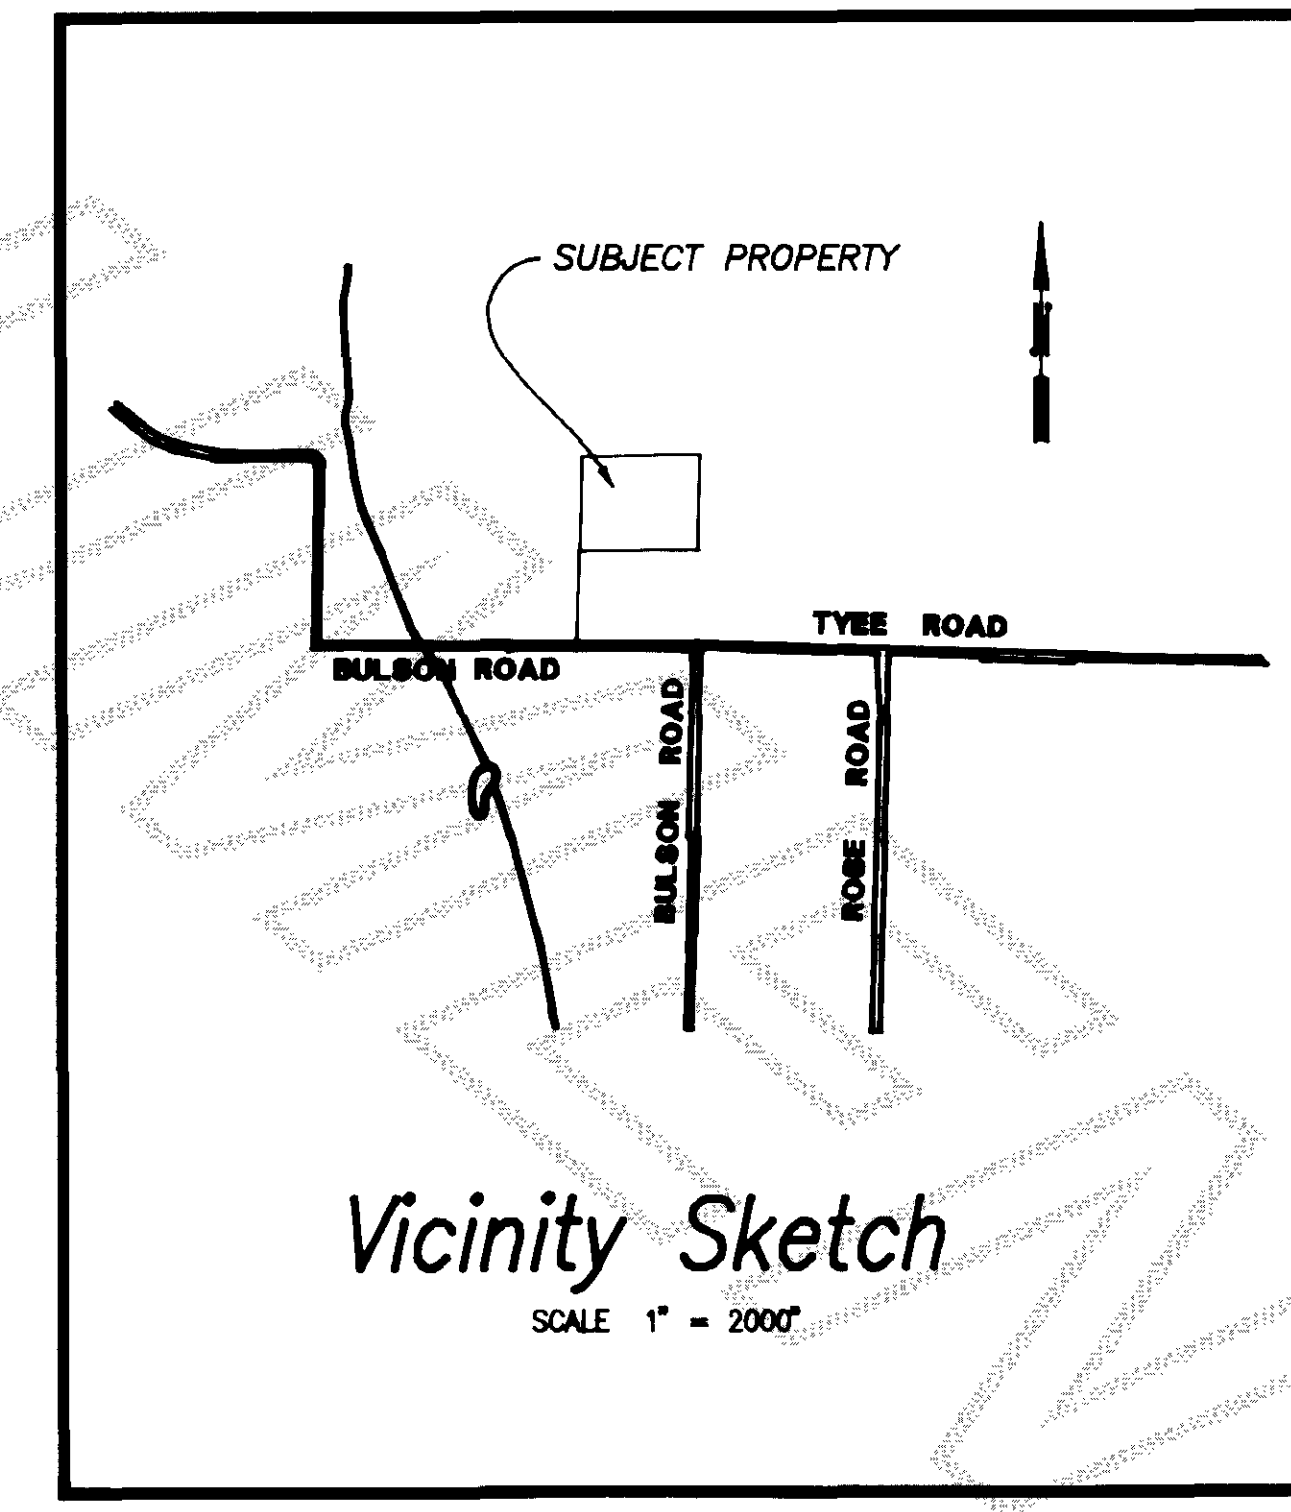 SUBJECT PROPERTY
N
TYEE ROAD
BULSON ROAD
BULSON ROAD
ROSE ROAD
Vicinity Sketch
SCALE 1" = 2000"